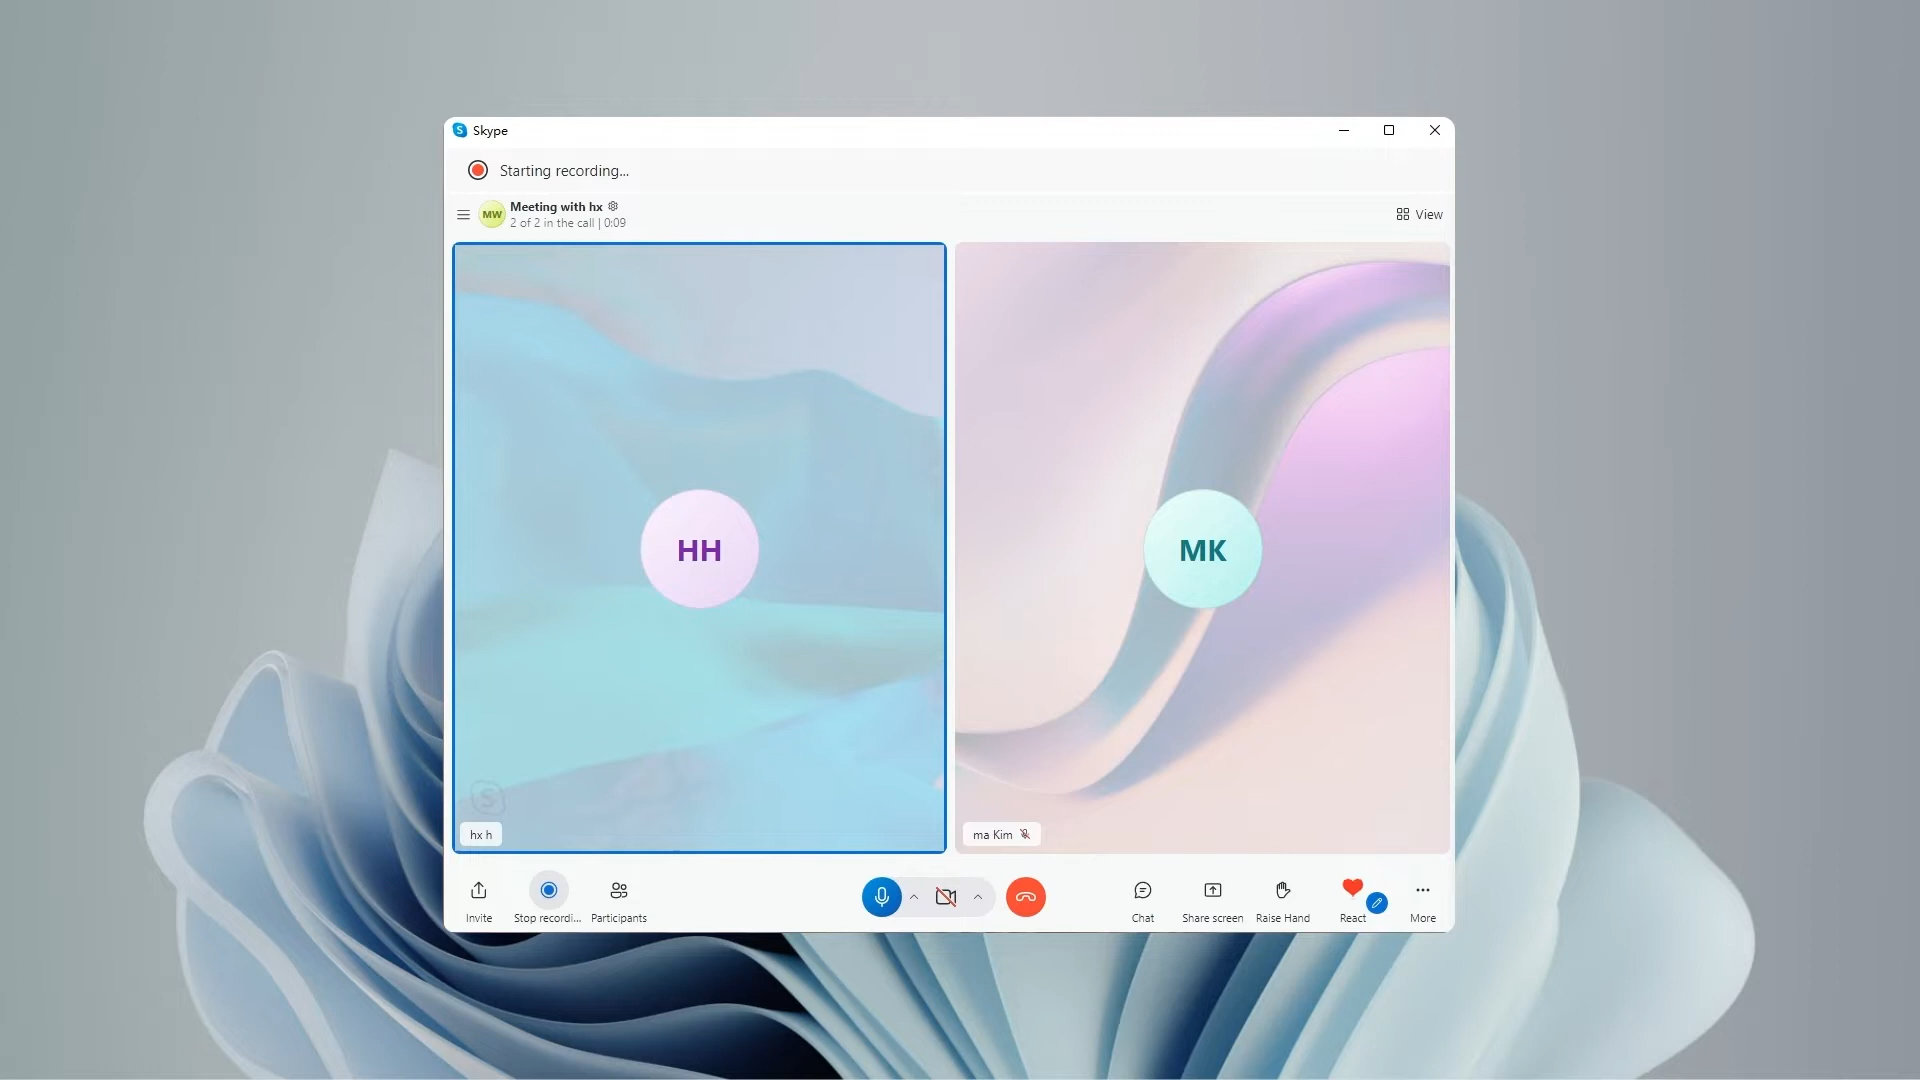 Skype
Starting recording...
MW
Meeting with hx
2 of 2 in the call | 0:09
View
HH
MK
hx h
ma Kim
Invite
Stop recordi...
Participants
Chat
Share screen
Raise Hand
React
More